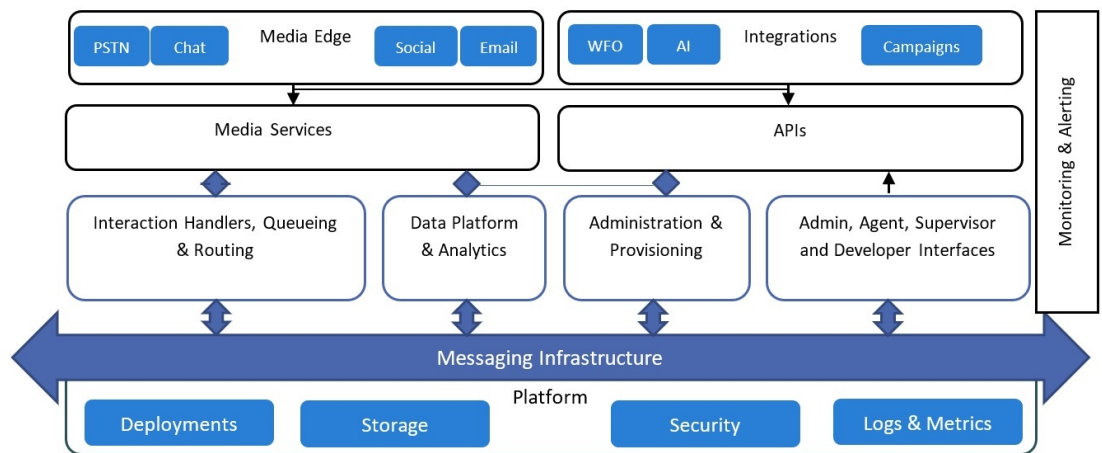 PSTN Chat Media Edge Social Email
WFO AI Integrations Campaigns
Media Services
APIs
Monitoring & Alerting
Interaction Handlers, Queueing
& Routing
Data Platform
& Analytics
Administration &
Provisioning
Admin, Agent, Supervisor
and Developer Interfaces
Messaging Infrastructure
Platform
Deployments
Storage
Security
Logs & Metrics